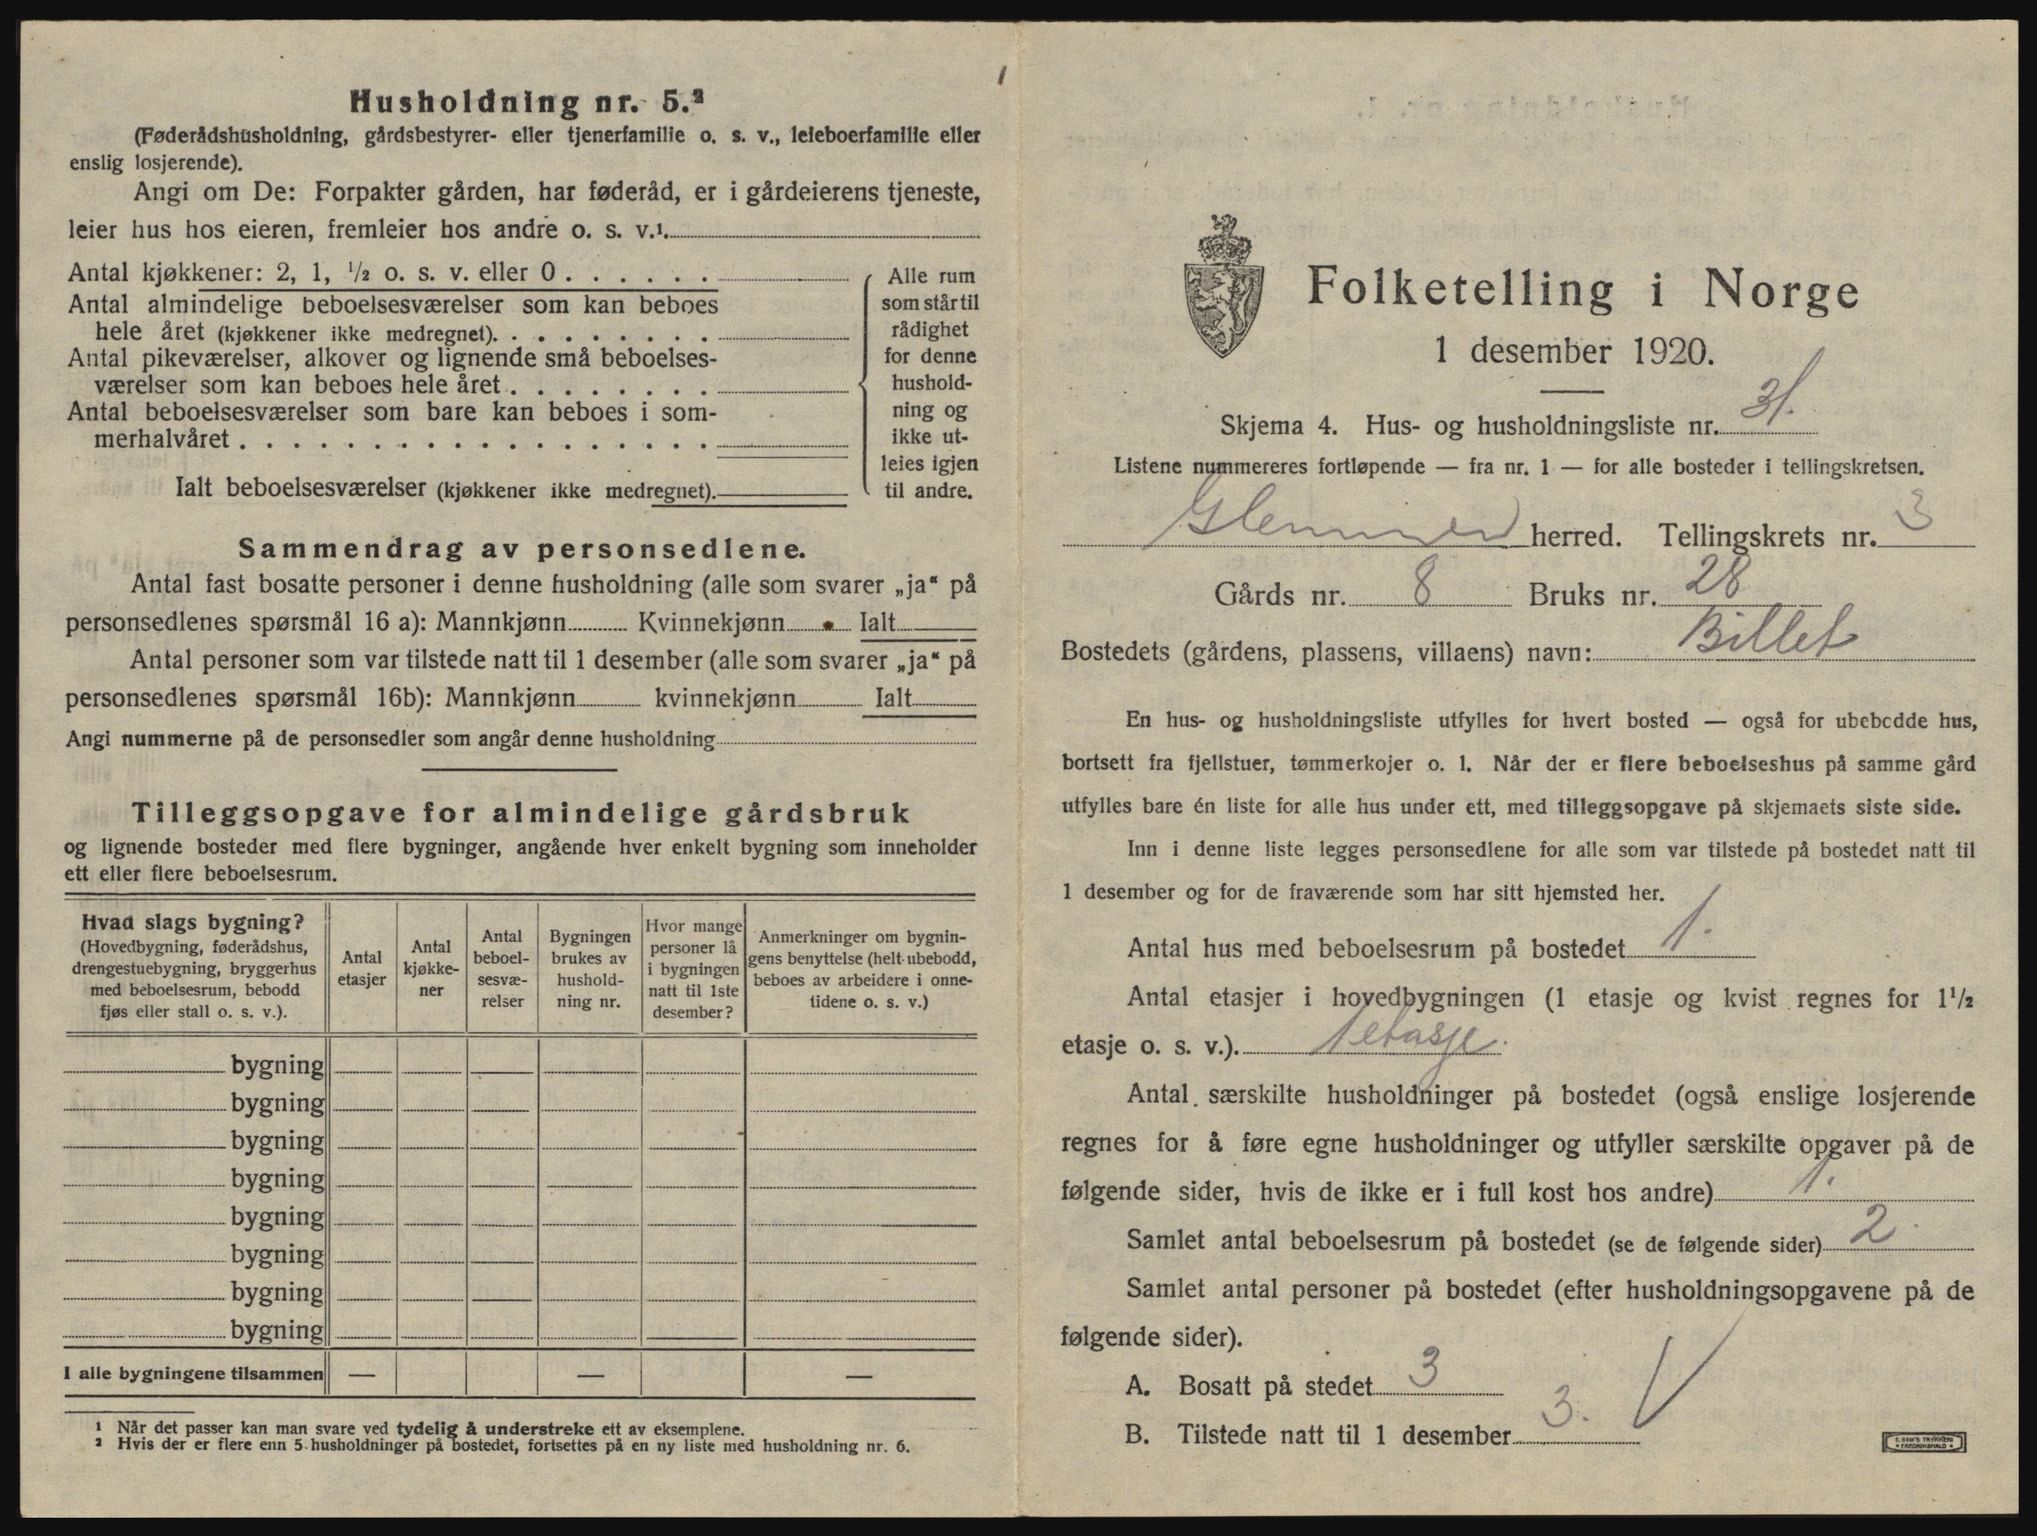 1
Husholdning nr. 5.²
(Føderådshusholdning, gårdsbestyrer- eller tjenerfamilie o. s. v., leieboerfamilie eller
enslig losjerende).
Angi om De: Forpakter gården, har føderåd, er i gårdeierens tjeneste,
leier hus hos eieren, fremleier hos andre o. s. v.¹.
Antal kjøkkener: 2, 1, ½ o. s. v. eller 0 . . . . . .
Antal almindelige beboelsesværelser som kan beboes
hele året (kjøkkener ikke medregnet). . . . . . . . .
Antal pikeværelser, alkover og lignende små beboelses-
værelser som kan beboes hele året . . . . . . . .
Antal beboelsesværelser som bare kan beboes i som-
merhalvåret . . . . . . . . . . . . . . . . . .
Ialt beboelsesværelser (kjøkkener ikke medregnet).
Alle rum
som står til
rådighet
for denne
hushold-
ning og
ikke ut-
leies igjen
til andre.
Sammendrag av personsedlene.
Antal fast bosatte personer i denne husholdning (alle som svarer „ja“ på
personsedlenes spørsmål 16 a): Mannkjønn Kvinnekjønn Ialt
Antal personer som var tilstede natt til 1 desember (alle som svarer „ja“ på
personsedlenes spørsmål 16b): Mannkjønn kvinnekjønn Ialt
Angi nummerne på de personsedler som angår denne husholdning
Tilleggsopgave for almindelige gårdsbruk
og lignende bosteder med flere bygninger, angående hver enkelt bygning som inneholder
ett eller flere beboelsesrum.
Hvad slags bygning?
(Hovedbygning, føderådshus,
drengestuebygning, bryggerhus
med beboelsesrum, bebodd
fjøs eller stall o. s. v.).
Antal
etasjer
Antal
kjøkke-
ner
Antal
beboel-
sesvæ-
relser
Bygningen
brukes av
hushold-
ning nr.
Hvor mange
personer lå
i bygningen
natt til 1ste
desember?
Anmerkninger om bygnin-
gens benyttelse (helt ubebodd,
beboes av arbeidere i onne-
tidene o. s. v.)
bygning
bygning
bygning
bygning
bygning
bygning
bygning
bygning
I alle bygningene tilsammen — — —
¹ Når det passer kan man svare ved tydelig å understreke ett av eksemplene.
² Hvis der er flere enn 5 husholdninger på bostedet, fortsettes på en ny liste med husholdning nr. 6.
Folketelling i Norge
1 desember 1920.
Skjema 4. Hus- og husholdningsliste nr. 31.
Listene nummereres fortløpende — fra nr. 1 — for alle bosteder i tellingskretsen.
Glemmen herred. Tellingskrets nr. 3
Gårds nr. 8 Bruks nr. 28
Bostedets (gårdens, plassens, villaens) navn: Billet
En hus- og husholdningsliste utfylles for hvert bosted — også for ubebodde hus,
bortsett fra fjellstuer, tømmerkojer o. l. Når der er flere beboelseshus på samme gård
utfylles bare én liste for alle hus under ett, med tilleggsopgave på skjemaets siste side.
Inn i denne liste legges personsedlene for alle som var tilstede på bostedet natt til
1 desember og for de fraværende som har sitt hjemsted her.
Antal hus med beboelsesrum på bostedet 1.
Antal etasjer i hovedbygningen (1 etasje og kvist regnes for 1½
etasje o. s. v.). 1 etasje.
Antal særskilte husholdninger på bostedet (også enslige losjerende
regnes for å føre egne husholdninger og utfyller særskilte opgaver på de
følgende sider, hvis de ikke er i full kost hos andre) 1.
Samlet antal beboelsesrum på bostedet (se de følgende sider) 2.
Samlet antal personer på bostedet (efter husholdningsopgavene på de
følgende sider).
A. Bosatt på stedet 3
B. Tilstede natt til 1 desember 3.
E. SEM'S TRYKKERI
• FREDRIKSHALD •